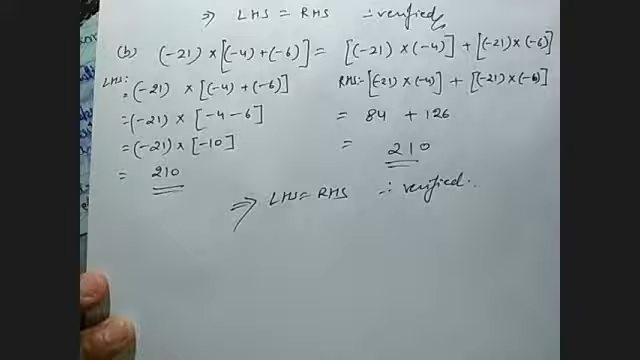 ⇒ LHS = RHS ∴ verified
(b) (-21) × [(-4) + (-6)] = [(-21) × (-4)] + [(-21) × (-6)]
LHS: = (-21) × [(-4) + (-6)]
= (-21) × [-4 - 6]
= (-21) × [-10]
= 210
RHS = [(-21) × (-4)] + [(-21) × (-6)]
= 84 + 126
= 210
⇒ LHS = RHS ∴ verified.